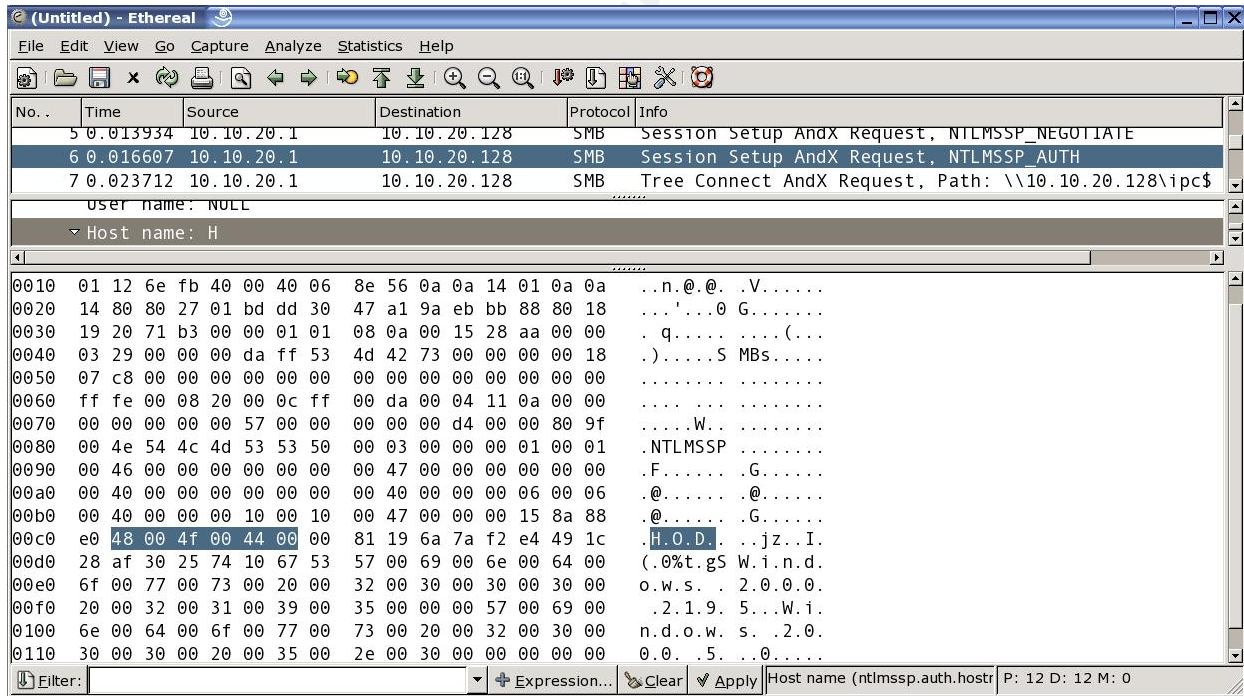 (Untitled) - Ethereal
File Edit View Go Capture Analyze Statistics Help
No. . Time Source Destination Protocol Info
5 0.013934 10.10.20.1 10.10.20.128 SMB Session Setup AndX Request, NTLMSSP_NEGOTIATE
6 0.016607 10.10.20.1 10.10.20.128 SMB Session Setup AndX Request, NTLMSSP_AUTH
7 0.023712 10.10.20.1 10.10.20.128 SMB Tree Connect AndX Request, Path: \\10.10.20.128\ipc$
User name: NULL
Host name: H
0010 01 12 6e fb 40 00 40 06 8e 56 0a 0a 14 01 0a 0a ..n.@.@. .V......
0020 14 80 80 27 01 bd dd 30 47 a1 9a eb bb 88 80 18 ...'...0 G.......
0030 19 20 71 b3 00 00 01 01 08 0a 00 15 28 aa 00 00 . q..... ....(...
0040 03 29 00 00 00 da ff 53 4d 42 73 00 00 00 00 18 .).....S MBs.....
0050 07 c8 00 00 00 00 00 00 00 00 00 00 00 00 00 00 ........ ........
0060 ff fe 00 08 20 00 0c ff 00 da 00 04 11 0a 00 00 .... ... ........
0070 00 00 00 00 00 57 00 00 00 00 00 d4 00 00 80 9f .....W.. ........
0080 00 4e 54 4c 4d 53 53 50 00 03 00 00 00 01 00 01 .NTLMSSP ........
0090 00 46 00 00 00 00 00 00 00 47 00 00 00 00 00 00 .F...... .G......
00a0 00 40 00 00 00 00 00 00 00 40 00 00 00 06 00 06 .@...... .@......
00b0 00 40 00 00 00 10 00 10 00 47 00 00 00 15 8a 88 .@...... .G......
00c0 e0 48 00 4f 00 44 00 00 81 19 6a 7a f2 e4 49 1c .H.O.D.. ..jz..I.
00d0 28 af 30 25 74 10 67 53 57 00 69 00 6e 00 64 00 (.0%t.gS W.i.n.d.
00e0 6f 00 77 00 73 00 20 00 32 00 30 00 30 00 30 00 o.w.s. . 2.0.0.0.
00f0 20 00 32 00 31 00 39 00 35 00 00 00 57 00 69 00  .2.1.9. 5...W.i.
0100 6e 00 64 00 6f 00 77 00 73 00 20 00 32 00 30 00 n.d.o.w. s. .2.0.
0110 30 00 30 00 20 00 35 00 2e 00 30 00 00 00 00 00 0.0. .5. ..0.....
Filter: Expression... Clear Apply Host name (ntlmssp.auth.hostr P: 12 D: 12 M: 0